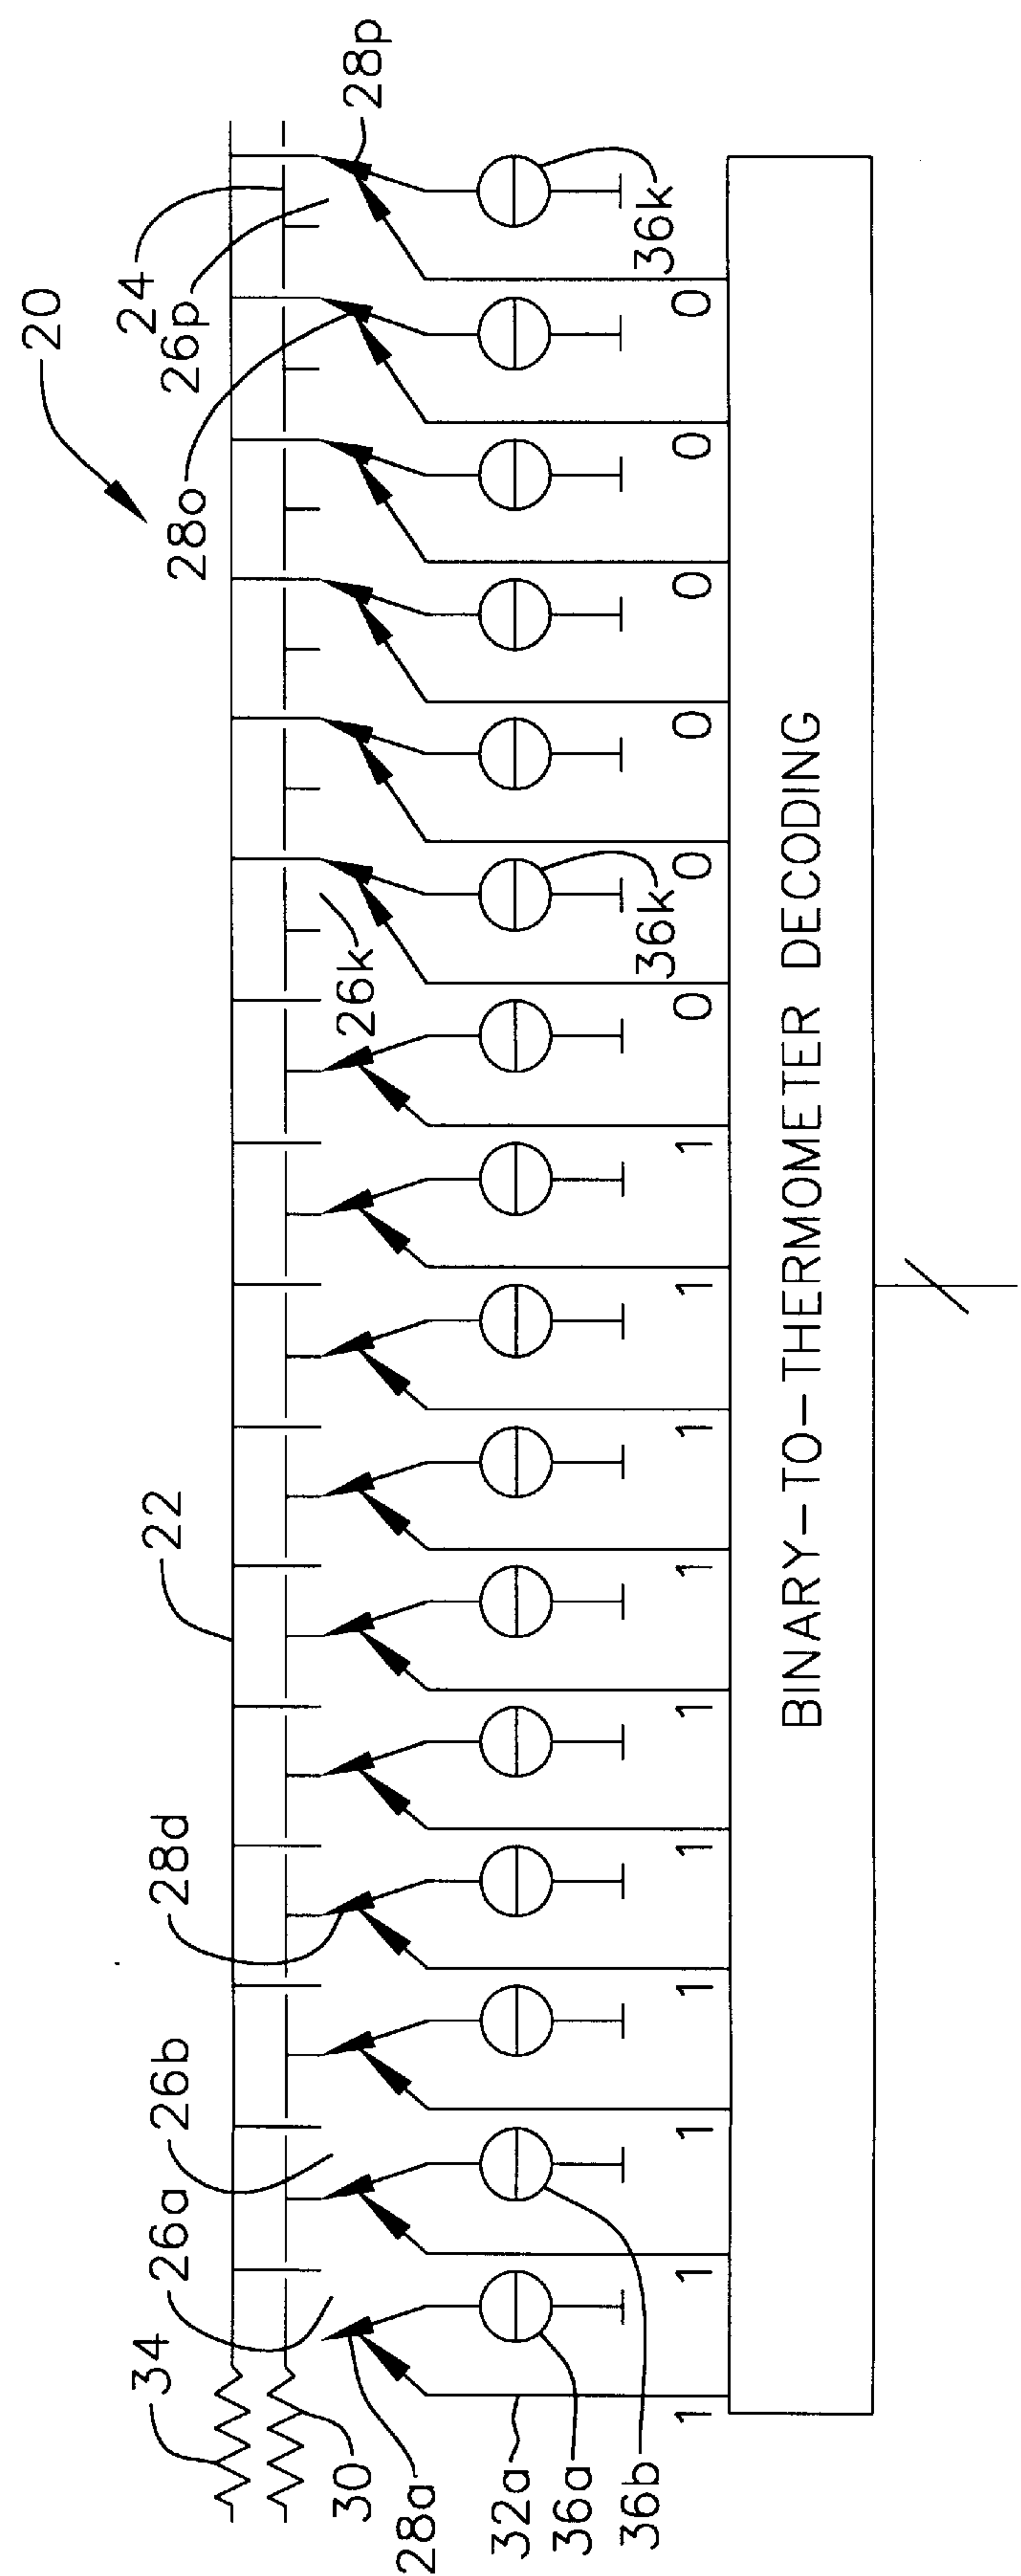 20
34 26a 26b 28d 22 28o 26p 24
30 26k 28p
28a
32a
36a
36b 36k 36k
1 1 1 1 1 1 1 1 1 1 0 0 0 0 0 0
BINARY-TO-THERMOMETER DECODING